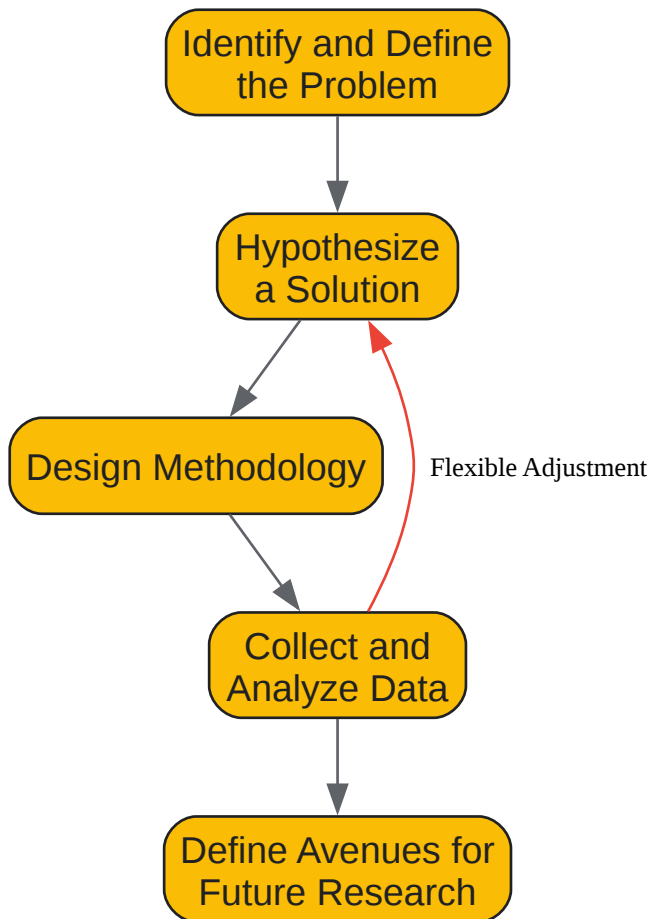 Identify and Define
the Problem
Hypothesize
a Solution
Design Methodology
Flexible Adjustment
Collect and
Analyze Data
Define Avenues for
Future Research